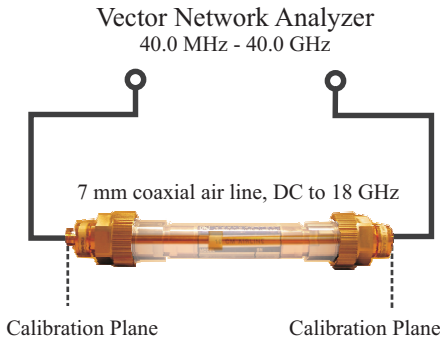 Vector Network Analyzer
40.0 MHz - 40.0 GHz
7 mm coaxial air line, DC to 18 GHz
Calibration Plane
Calibration Plane